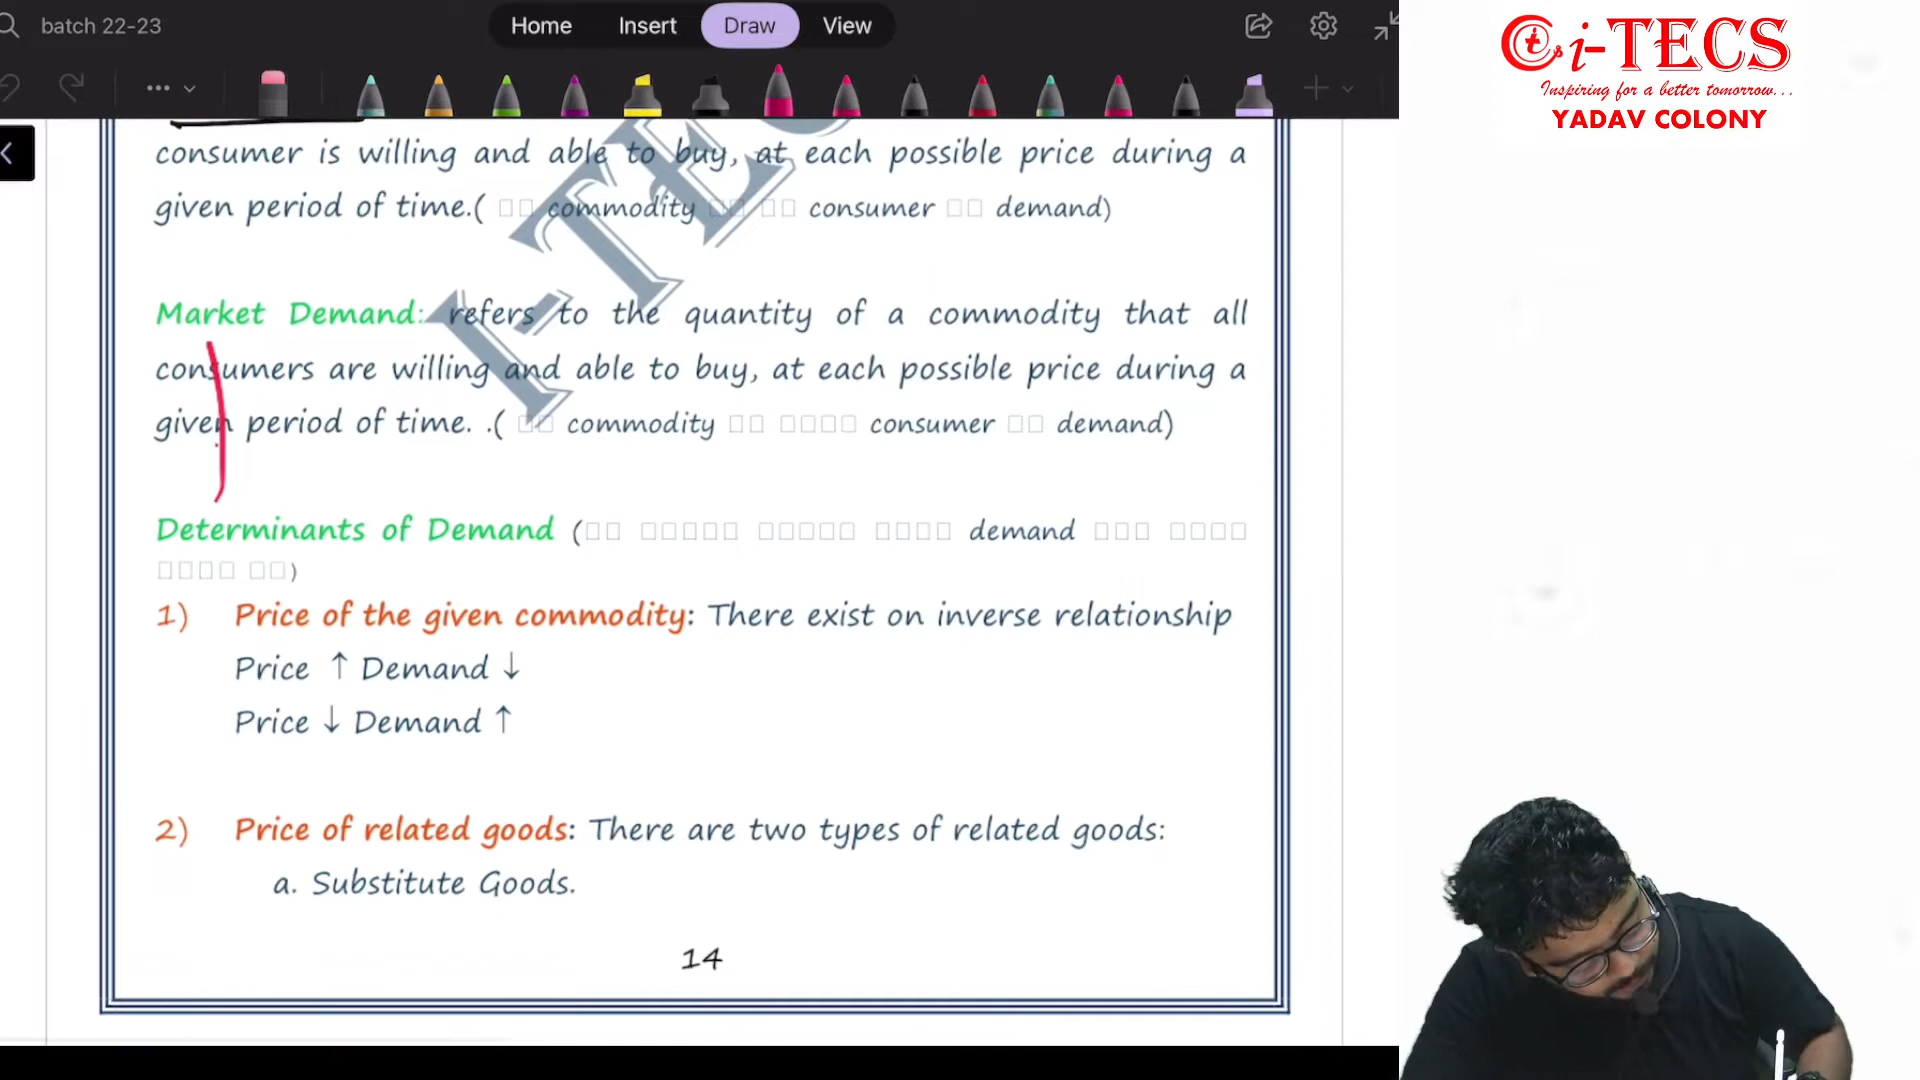 batch 22-23
Home Insert Draw View
i-TECS
Inspiring for a better tomorrow...
YADAV COLONY
consumer is willing and able to buy, at each possible price during a
given period of time.( commodity consumer demand)
Market Demand: refers to the quantity of a commodity that all
consumers are willing and able to buy, at each possible price during a
given period of time. .( commodity consumer demand)
Determinants of Demand ( demand
)
1) Price of the given commodity: There exist on inverse relationship
Price ↑ Demand ↓
Price ↓ Demand ↑
2) Price of related goods: There are two types of related goods:
a. Substitute Goods.
14